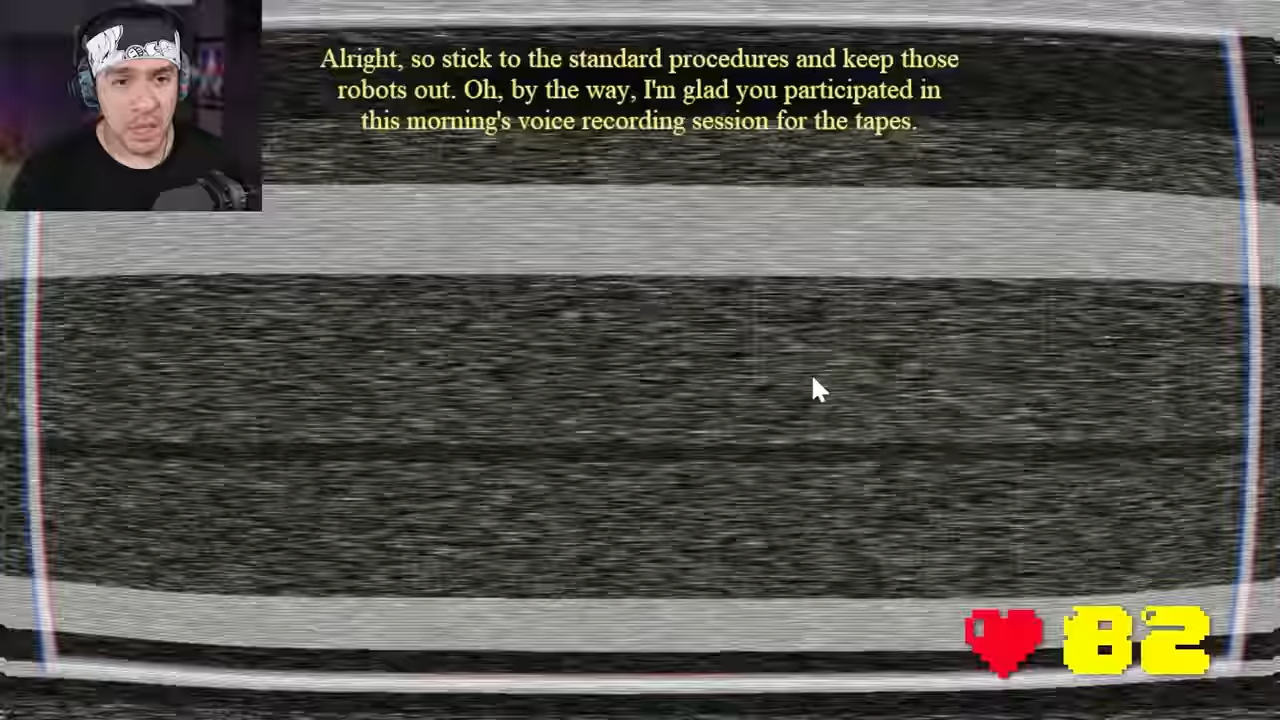 Alright, so stick to the standard procedures and keep those
robots out. Oh, by the way, I'm glad you participated in
this morning's voice recording session for the tapes.
82